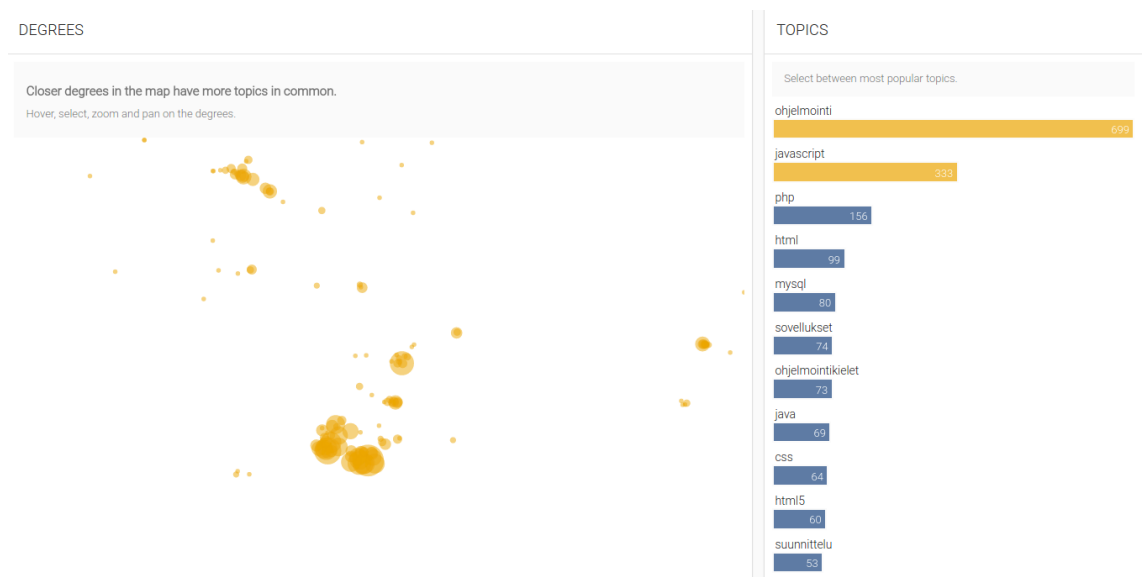 DEGREES
Closer degrees in the map have more topics in common.
Hover, select, zoom and pan on the degrees.
TOPICS
Select between most popular topics.
ohjelmointi
699
javascript
333
php
156
html
99
mysql
80
sovellukset
74
ohjelmointikielet
73
java
69
css
64
html5
60
suunnittelu
53